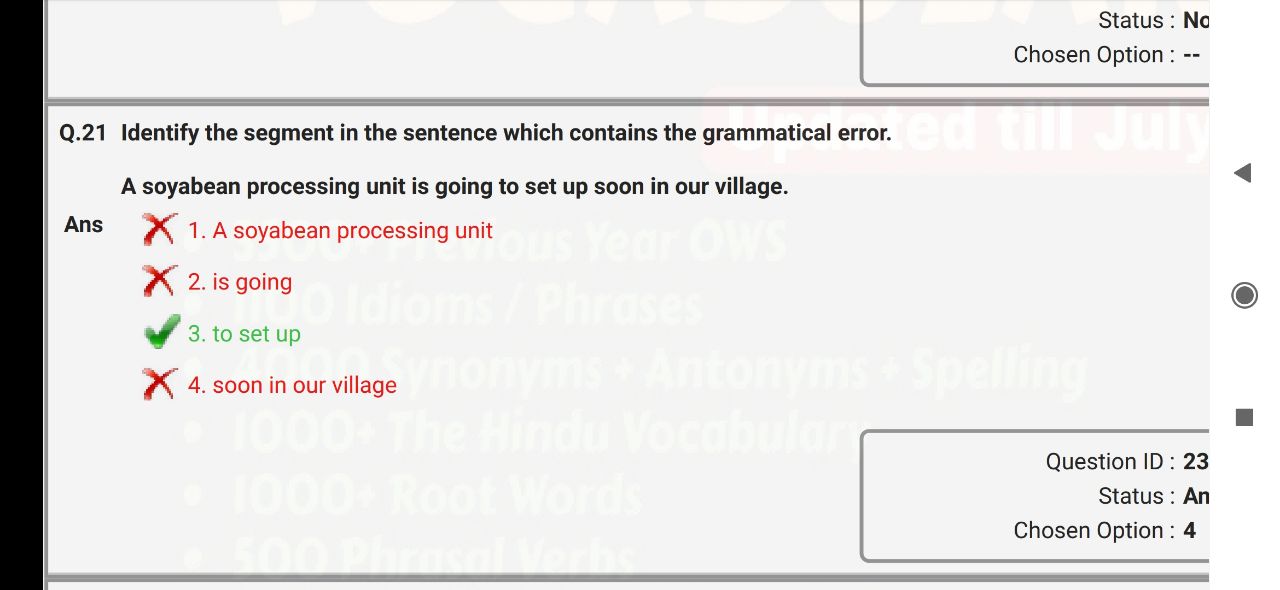 Status : No
Chosen Option : --
Updated till July
Q.21 Identify the segment in the sentence which contains the grammatical error.
A soyabean processing unit is going to set up soon in our village.
Ans 1. A soyabean processing unit
2. is going
3. to set up
4. soon in our village
Previous Year OWS
Idioms / Phrases
4000 Synonyms + Antonyms + Spelling
1000+ The Hindu Vocabulary
1000+ Root Words
500 Phrasal Verbs
Question ID : 23
Status : An
Chosen Option : 4